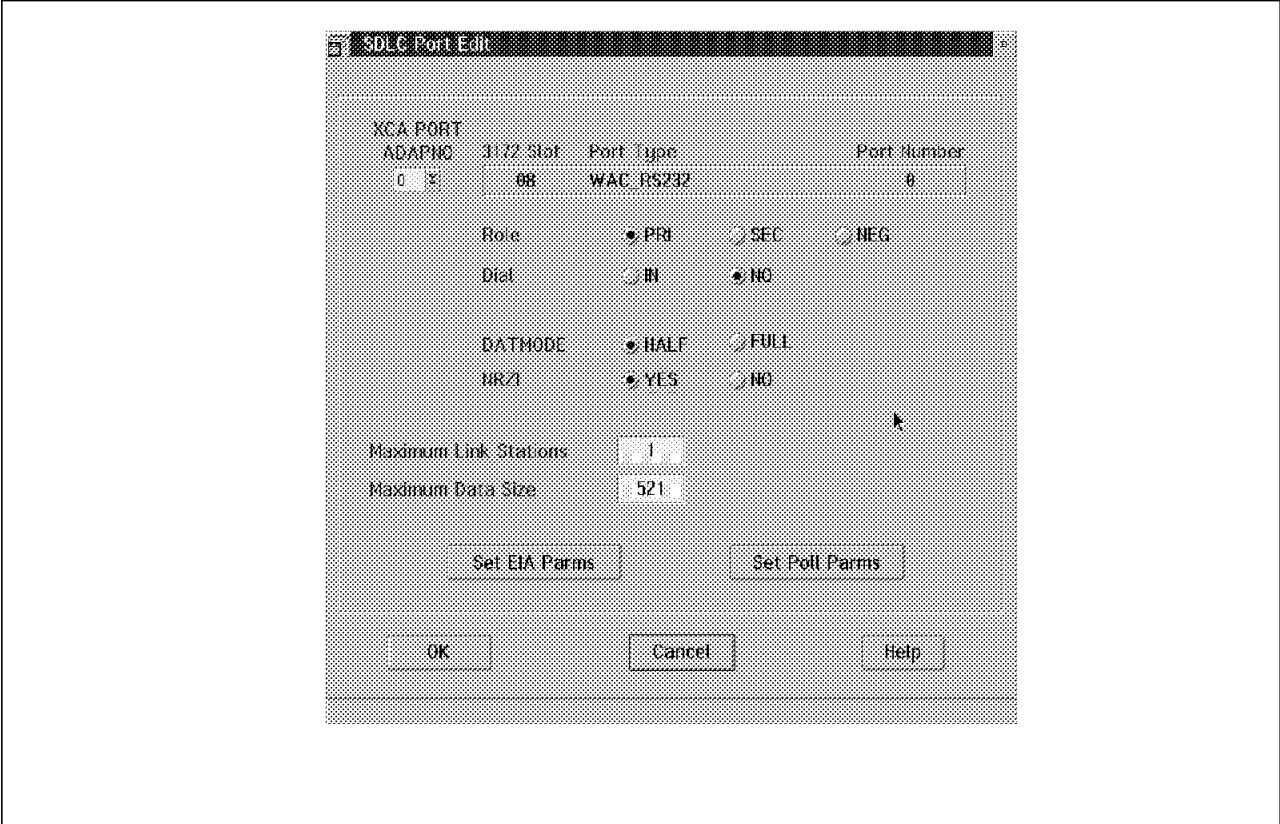 SDLC Port Edit
XCA PORT
ADAPNO 3172 Slot Port Type Port Number
0 08 WAC_RS232 0
Role PRI SEC NEG
Dial IN NO
DATMODE HALF FULL
NRZI YES NO
Maximum Link Stations 1
Maximum Data Size 521
Set EIA Parms Set Poll Parms
OK Cancel Help